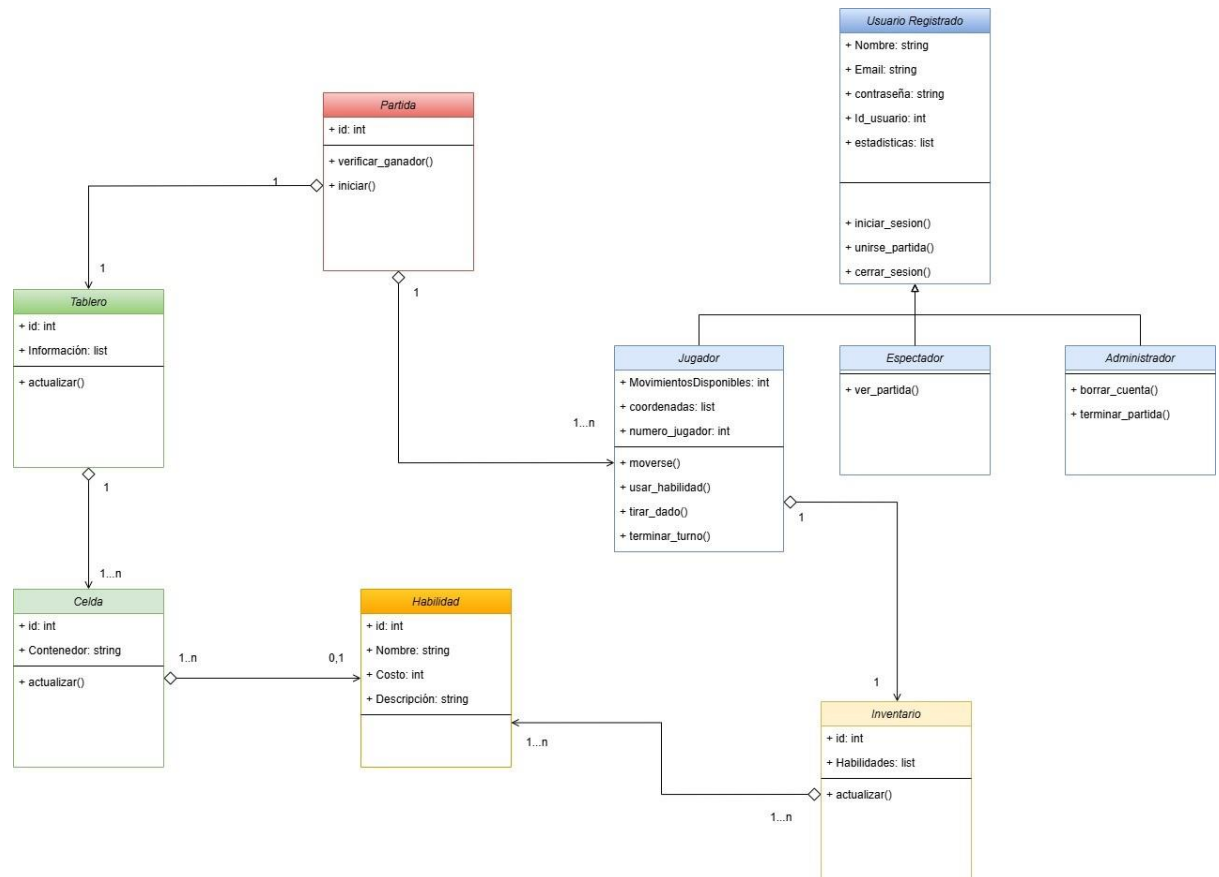 Usuario Registrado
+ Nombre: string
+ Email: string
+ contraseña: string
+ Id_usuario: int
+ estadisticas: list
+ iniciar_sesion()
+ unirse_partida()
+ cerrar_sesion()
Partida
+ id: int
+ verificar_ganador()
+ iniciar()
1
1
1
1...n
Tablero
+ id: int
+ Información: list
+ actualizar()
1
1...n
Jugador
+ MovimientosDisponibles: int
+ coordenadas: list
+ numero_jugador: int
+ moverse()
+ usar_habilidad()
+ tirar_dado()
+ terminar_turno()
1
1
Espectador
+ ver_partida()
Administrador
+ borrar_cuenta()
+ terminar_partida()
Celda
+ id: int
+ Contenedor: string
+ actualizar()
1..n
0,1
Habilidad
+ id: int
+ Nombre: string
+ Costo: int
+ Descripción: string
1...n
1...n
Inventario
+ id: int
+ Habilidades: list
+ actualizar()